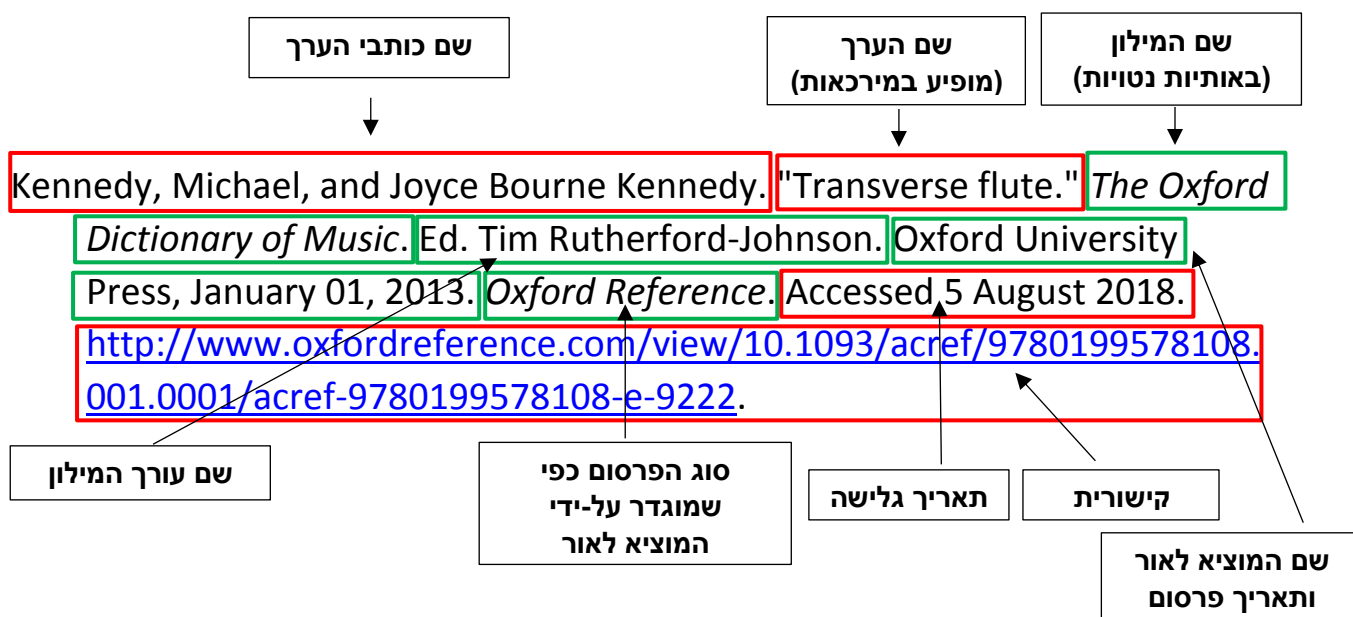 שם כותבי הערך
שם הערך
(מופיע במירכאות)
שם המילון
(באותיות נטויות)
Kennedy, Michael, and Joyce Bourne Kennedy. "Transverse flute." The Oxford
Dictionary of Music. Ed. Tim Rutherford-Johnson. Oxford University
Press, January 01, 2013. Oxford Reference. Accessed 5 August 2018.
http://www.oxfordreference.com/view/10.1093/acref/9780199578108.
001.0001/acref-9780199578108-e-9222.
שם עורך המילון
סוג הפרסום כפי
שמוגדר על-ידי
המוציא לאור
תאריך גלישה
קישורית
שם המוציא לאור
ותאריך פרסום